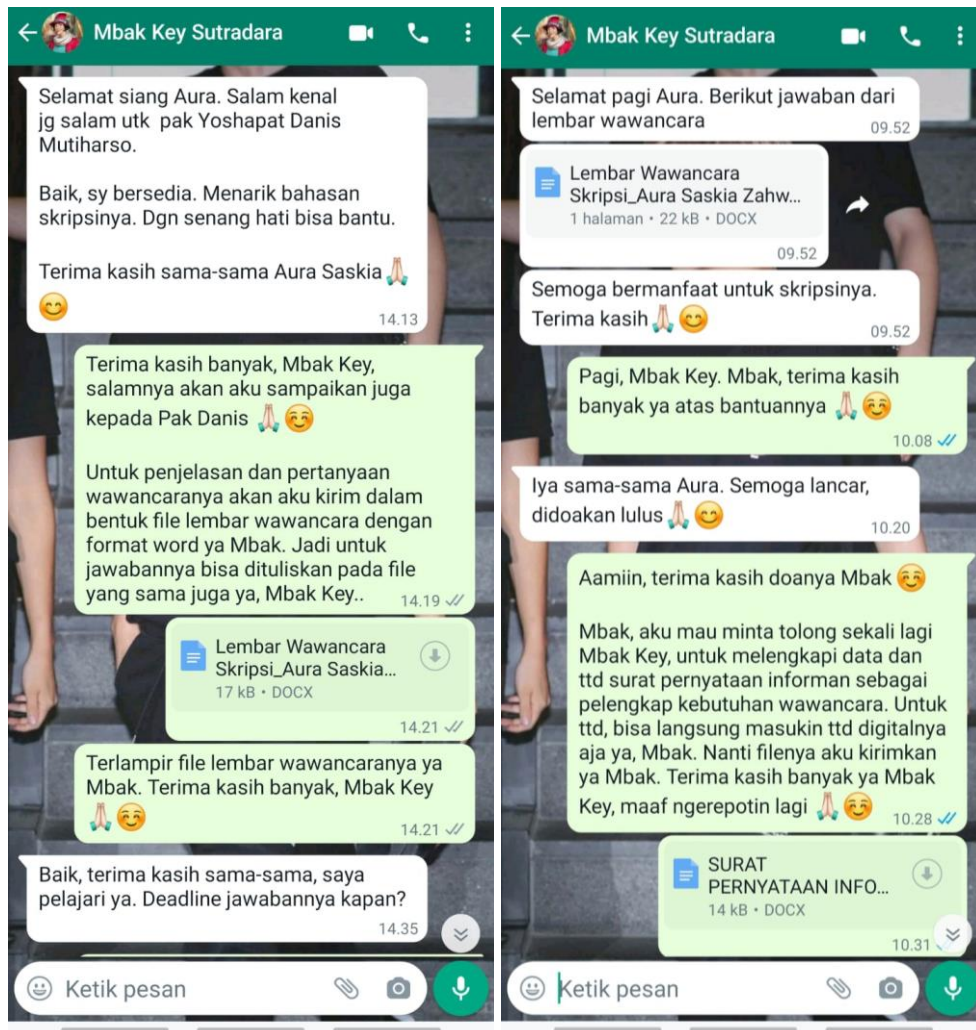 Mbak Key Sutradara
Selamat siang Aura. Salam kenal
jg salam utk pak Yoshapat Danis
Mutiharso.
Baik, sy bersedia. Menarik bahasan
skripsinya. Dgn senang hati bisa bantu.
Terima kasih sama-sama Aura Saskia🙏🏻
😊
14.13
Terima kasih banyak, Mbak Key,
salamnya akan aku sampaikan juga
kepada Pak Danis 🙏🏻☺️
Untuk penjelasan dan pertanyaan
wawancaranya akan aku kirim dalam
bentuk file lembar wawancara dengan
format word ya Mbak. Jadi untuk
jawabannya bisa dituliskan pada file
yang sama juga ya, Mbak Key..
14.19
Lembar Wawancara
Skripsi_Aura Saskia...
17 kB • DOCX
14.21
Terlampir file lembar wawancaranya ya
Mbak. Terima kasih banyak, Mbak Key
🙏🏻☺️
14.21
Baik, terima kasih sama-sama, saya
pelajari ya. Deadline jawabannya kapan?
14.35
Ketik pesan
Mbak Key Sutradara
Selamat pagi Aura. Berikut jawaban dari
lembar wawancara
09.52
Lembar Wawancara
Skripsi_Aura Saskia Zahw...
1 halaman • 22 kB • DOCX
09.52
Semoga bermanfaat untuk skripsinya.
Terima kasih🙏🏻😊
09.52
Pagi, Mbak Key. Mbak, terima kasih
banyak ya atas bantuannya 🙏🏻☺️
10.08
Iya sama-sama Aura. Semoga lancar,
didoakan lulus🙏🏻😊
10.20
Aamiin, terima kasih doanya Mbak☺️
Mbak, aku mau minta tolong sekali lagi
Mbak Key, untuk melengkapi data dan
ttd surat pernyataan informan sebagai
pelengkap kebutuhan wawancara. Untuk
ttd, bisa langsung masukin ttd digitalnya
aja ya, Mbak. Nanti filenya aku kirimkan
ya Mbak. Terima kasih banyak ya Mbak
Key, maaf ngerepotin lagi 🙏🏻☺️
10.28
SURAT
PERNYATAAN INFO...
14 kB • DOCX
10.31
Ketik pesan